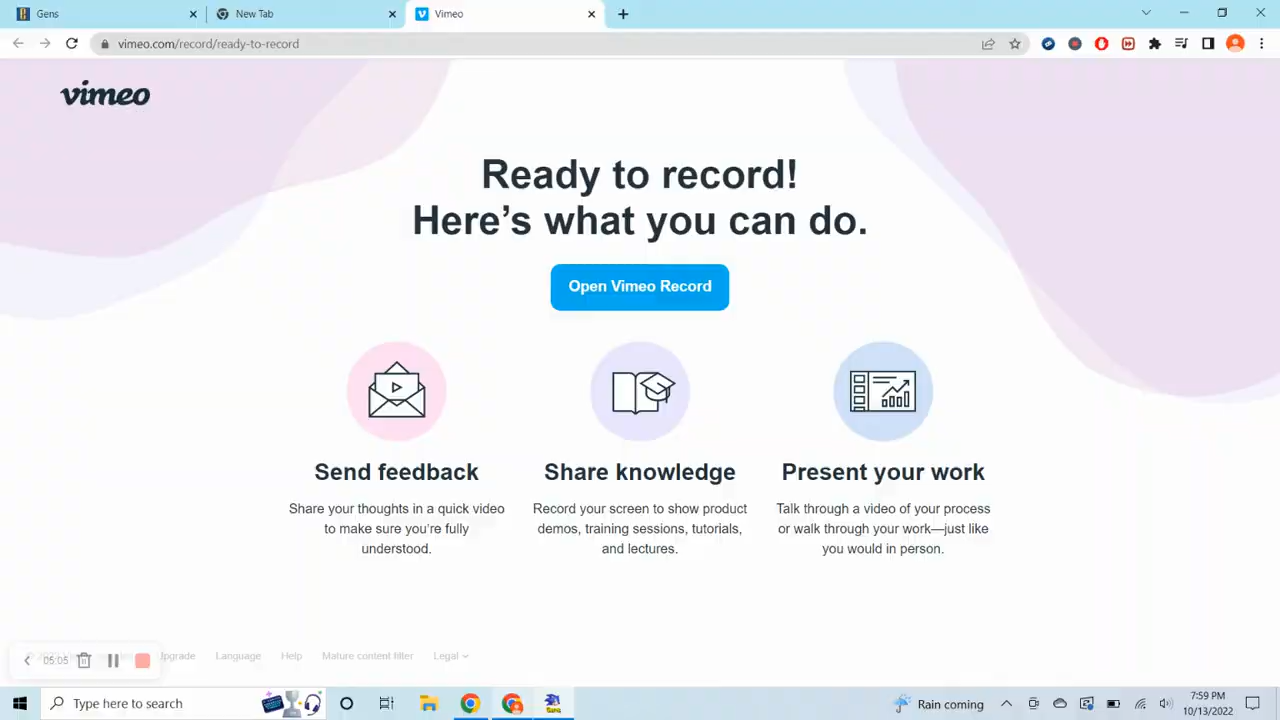 Gens
New Tab
Vimeo
vimeo.com/record/ready-to-record
vimeo
Ready to record!
Here's what you can do.
Open Vimeo Record
Send feedback
Share your thoughts in a quick video
to make sure you're fully
understood.
Share knowledge
Record your screen to show product
demos, training sessions, tutorials,
and lectures.
Present your work
Talk through a video of your process
or walk through your work—just like
you would in person.
05:05
Upgrade
Language
Help
Mature content filter
Legal
Type here to search
Rain coming
7:59 PM
10/13/2022